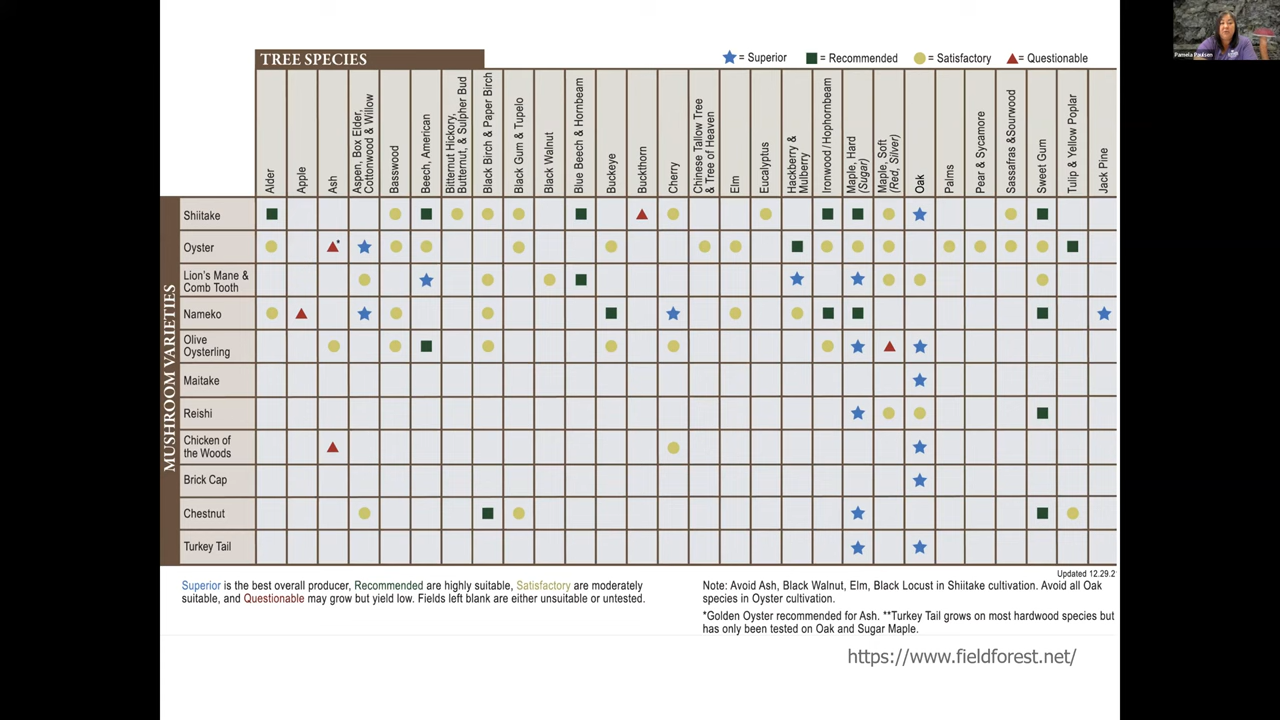 Pamela Paulsen
TREE SPECIES
= Superior
= Recommended
= Satisfactory
= Questionable
Alder
Apple
Ash
Aspen, Box Elder,
Cottonwood & Willow
Basswood
Beech, American
Bitternut Hickory,
Butternut, & Sulpher Bud
Black Birch & Paper Birch
Black Gum & Tupelo
Black Walnut
Blue Beech & Hornbeam
Buckeye
Buckthorn
Cherry
Chinese Tallow Tree
& Tree of Heaven
Elm
Eucalyptus
Hackberry &
Mulberry
Ironwood / Hophornbeam
Maple, Hard
(Sugar)
Maple, Soft
(Red, Silver)
Oak
Palms
Pear & Sycamore
Sassafras &Sourwood
Sweet Gum
Tulip & Yellow Poplar
Jack Pine
MUSHROOM VARIETIES
Shiitake
Oyster
*
Lion's Mane &
Comb Tooth
Nameko
Olive
Oysterling
Maitake
Reishi
Chicken of
the Woods
Brick Cap
Chestnut
Turkey Tail
Updated 12.29.2
Superior is the best overall producer, Recommended are highly suitable, Satisfactory are moderately
suitable, and Questionable may grow but yield low. Fields left blank are either unsuitable or untested.
Note: Avoid Ash, Black Walnut, Elm, Black Locust in Shiitake cultivation. Avoid all Oak
species in Oyster cultivation.
*Golden Oyster recommended for Ash. **Turkey Tail grows on most hardwood species but
has only been tested on Oak and Sugar Maple.
https://www.fieldforest.net/